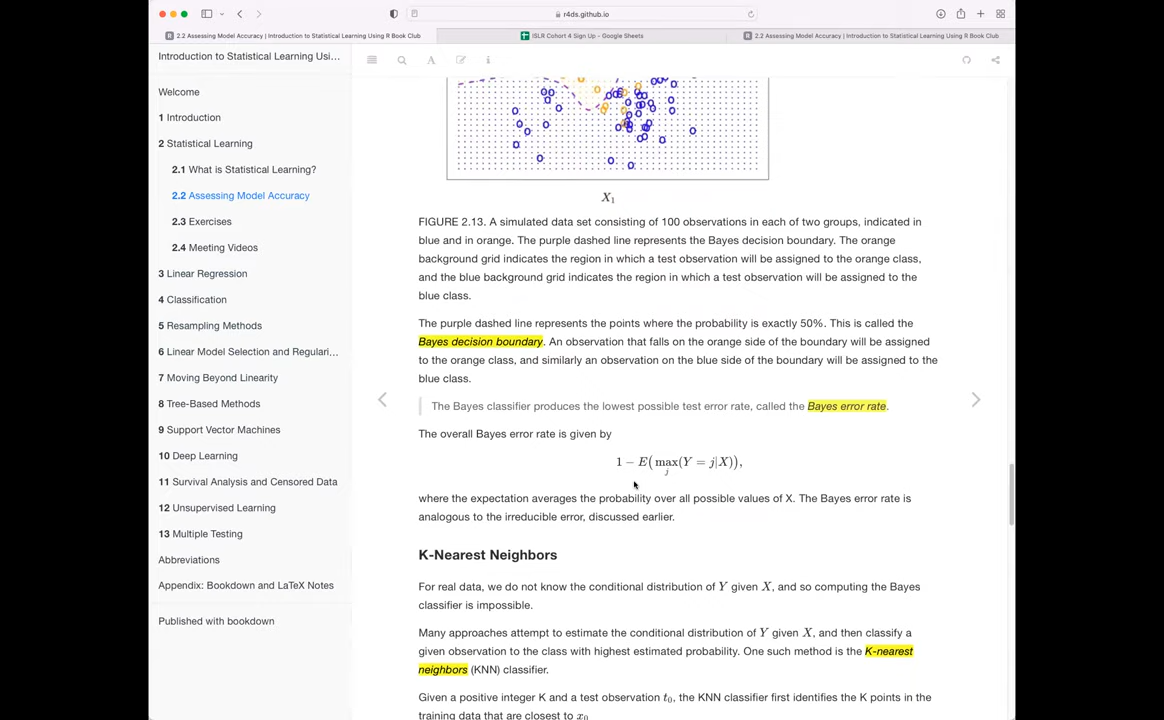 r4ds.github.io
2.2 Assessing Model Accuracy | Introduction to Statistical Learning Using R Book Club
ISLR Cohort 4 Sign Up - Google Sheets
2.2 Assessing Model Accuracy | Introduction to Statistical Learning Using R Book Club
Introduction to Statistical Learning Usi...
Welcome
1 Introduction
2 Statistical Learning
2.1 What is Statistical Learning?
2.2 Assessing Model Accuracy
2.3 Exercises
2.4 Meeting Videos
3 Linear Regression
4 Classification
5 Resampling Methods
6 Linear Model Selection and Regulari...
7 Moving Beyond Linearity
8 Tree-Based Methods
9 Support Vector Machines
10 Deep Learning
11 Survival Analysis and Censored Data
12 Unsupervised Learning
13 Multiple Testing
Abbreviations
Appendix: Bookdown and LaTeX Notes
Published with bookdown
X₁
FIGURE 2.13. A simulated data set consisting of 100 observations in each of two groups, indicated in
blue and in orange. The purple dashed line represents the Bayes decision boundary. The orange
background grid indicates the region in which a test observation will be assigned to the orange class,
and the blue background grid indicates the region in which a test observation will be assigned to the
blue class.
The purple dashed line represents the points where the probability is exactly 50%. This is called the
Bayes decision boundary. An observation that falls on the orange side of the boundary will be assigned
to the orange class, and similarly an observation on the blue side of the boundary will be assigned to the
blue class.
The Bayes classifier produces the lowest possible test error rate, called the Bayes error rate.
The overall Bayes error rate is given by
1 − E(max(Y = j|X)),
j
where the expectation averages the probability over all possible values of X. The Bayes error rate is
analogous to the irreducible error, discussed earlier.
K-Nearest Neighbors
For real data, we do not know the conditional distribution of Y given X, and so computing the Bayes
classifier is impossible.
Many approaches attempt to estimate the conditional distribution of Y given X, and then classify a
given observation to the class with highest estimated probability. One such method is the K-nearest
neighbors (KNN) classifier.
Given a positive integer K and a test observation t₀, the KNN classifier first identifies the K points in the
training data that are closest to x₀